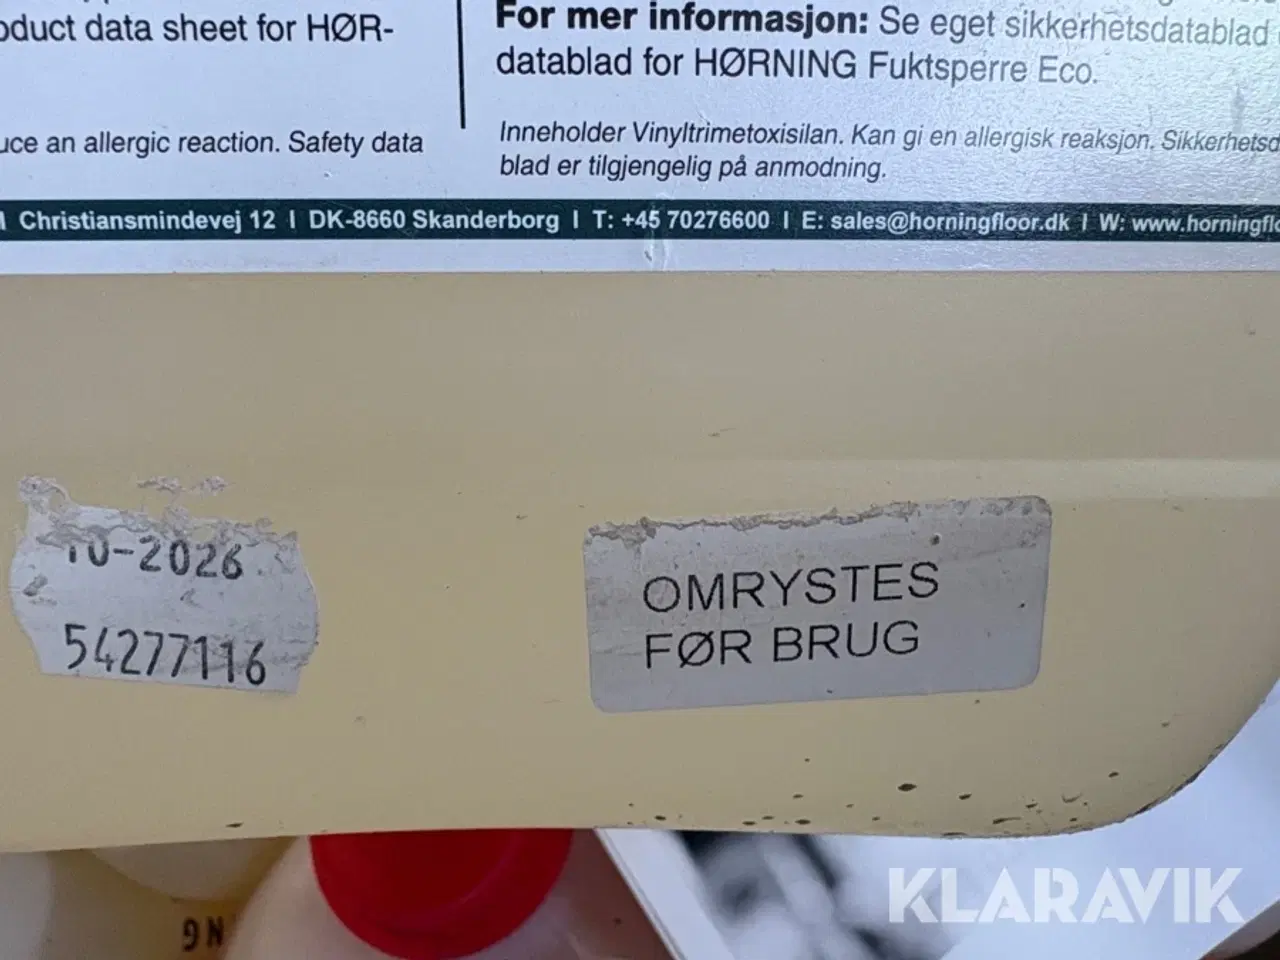 oduct data sheet for HØR-
uce an allergic reaction. Safety data
For mer informasjon: Se eget sikkerhetsdatablad
datablad for HØRNING Fuktsperre Eco.
Inneholder Vinyltrimetoxisilan. Kan gi en allergisk reaksjon. Sikkerhetsd
blad er tilgjengelig på anmodning.
| Christiansmindevej 12 | DK-8660 Skanderborg | T: +45 70276600 | E: sales@horningfloor.dk | W: www.horningflo
10-2026
54277116
OMRYSTES
FØR BRUG
KLARAVIK